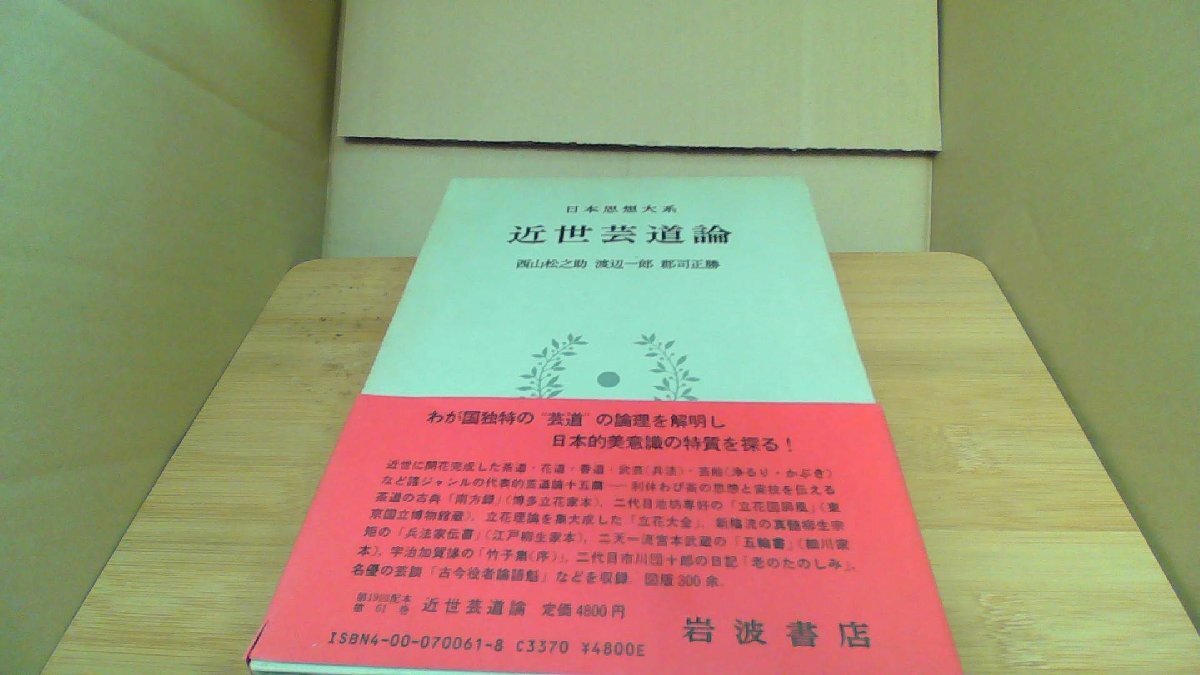 日本思想大系
近世芸道論
西山松之助 渡辺一郎 郡司正勝
わが国独特の"芸道"の論理を解明し
日本的美意識の特質を探る！
近世に開花完成した茶道・花道・香道・武芸(兵法)・芸能(浄るり・かぶき)
など諸ジャンルの代表的芸道論十五篇──利休わび茶の思想と実技を伝える
茶道の古典「南方録」(博多立花家本)、二代目池坊専好の「立花図屏風」(東
京国立博物館蔵)、立花理論を集大成した「立花大全」、新陰流の真髄柳生宗
矩の「兵法家伝書」(江戸柳生家本)、二天一流宮本武蔵の「五輪書」(細川家
本)、宇治加賀掾の「竹子集(序)」、二代目市川団十郎の日記「老のたのしみ」、
名優の芸談「古今役者論語魁」などを収録 図版300余.
第19回配本
第 61 巻 近世芸道論 定価4800円
岩波書店
ISBN4-00-070061-8 C3370 ¥4800E